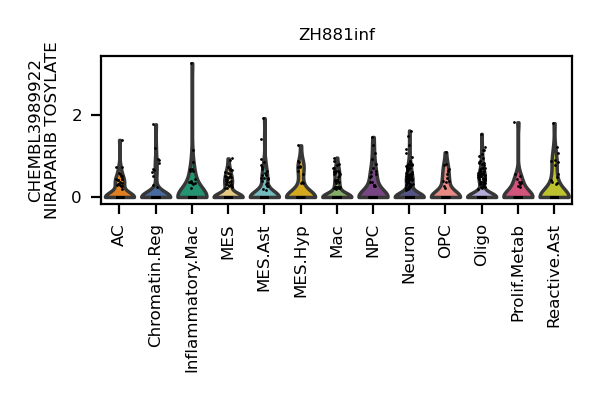 ZH881inf
CHEMBL3989922
NIRAPARIB TOSYLATE
2
0
AC
Chromatin.Reg
Inflammatory.Mac
MES
MES.Ast
MES.Hyp
Mac
NPC
Neuron
OPC
Oligo
Prolif.Metab
Reactive.Ast